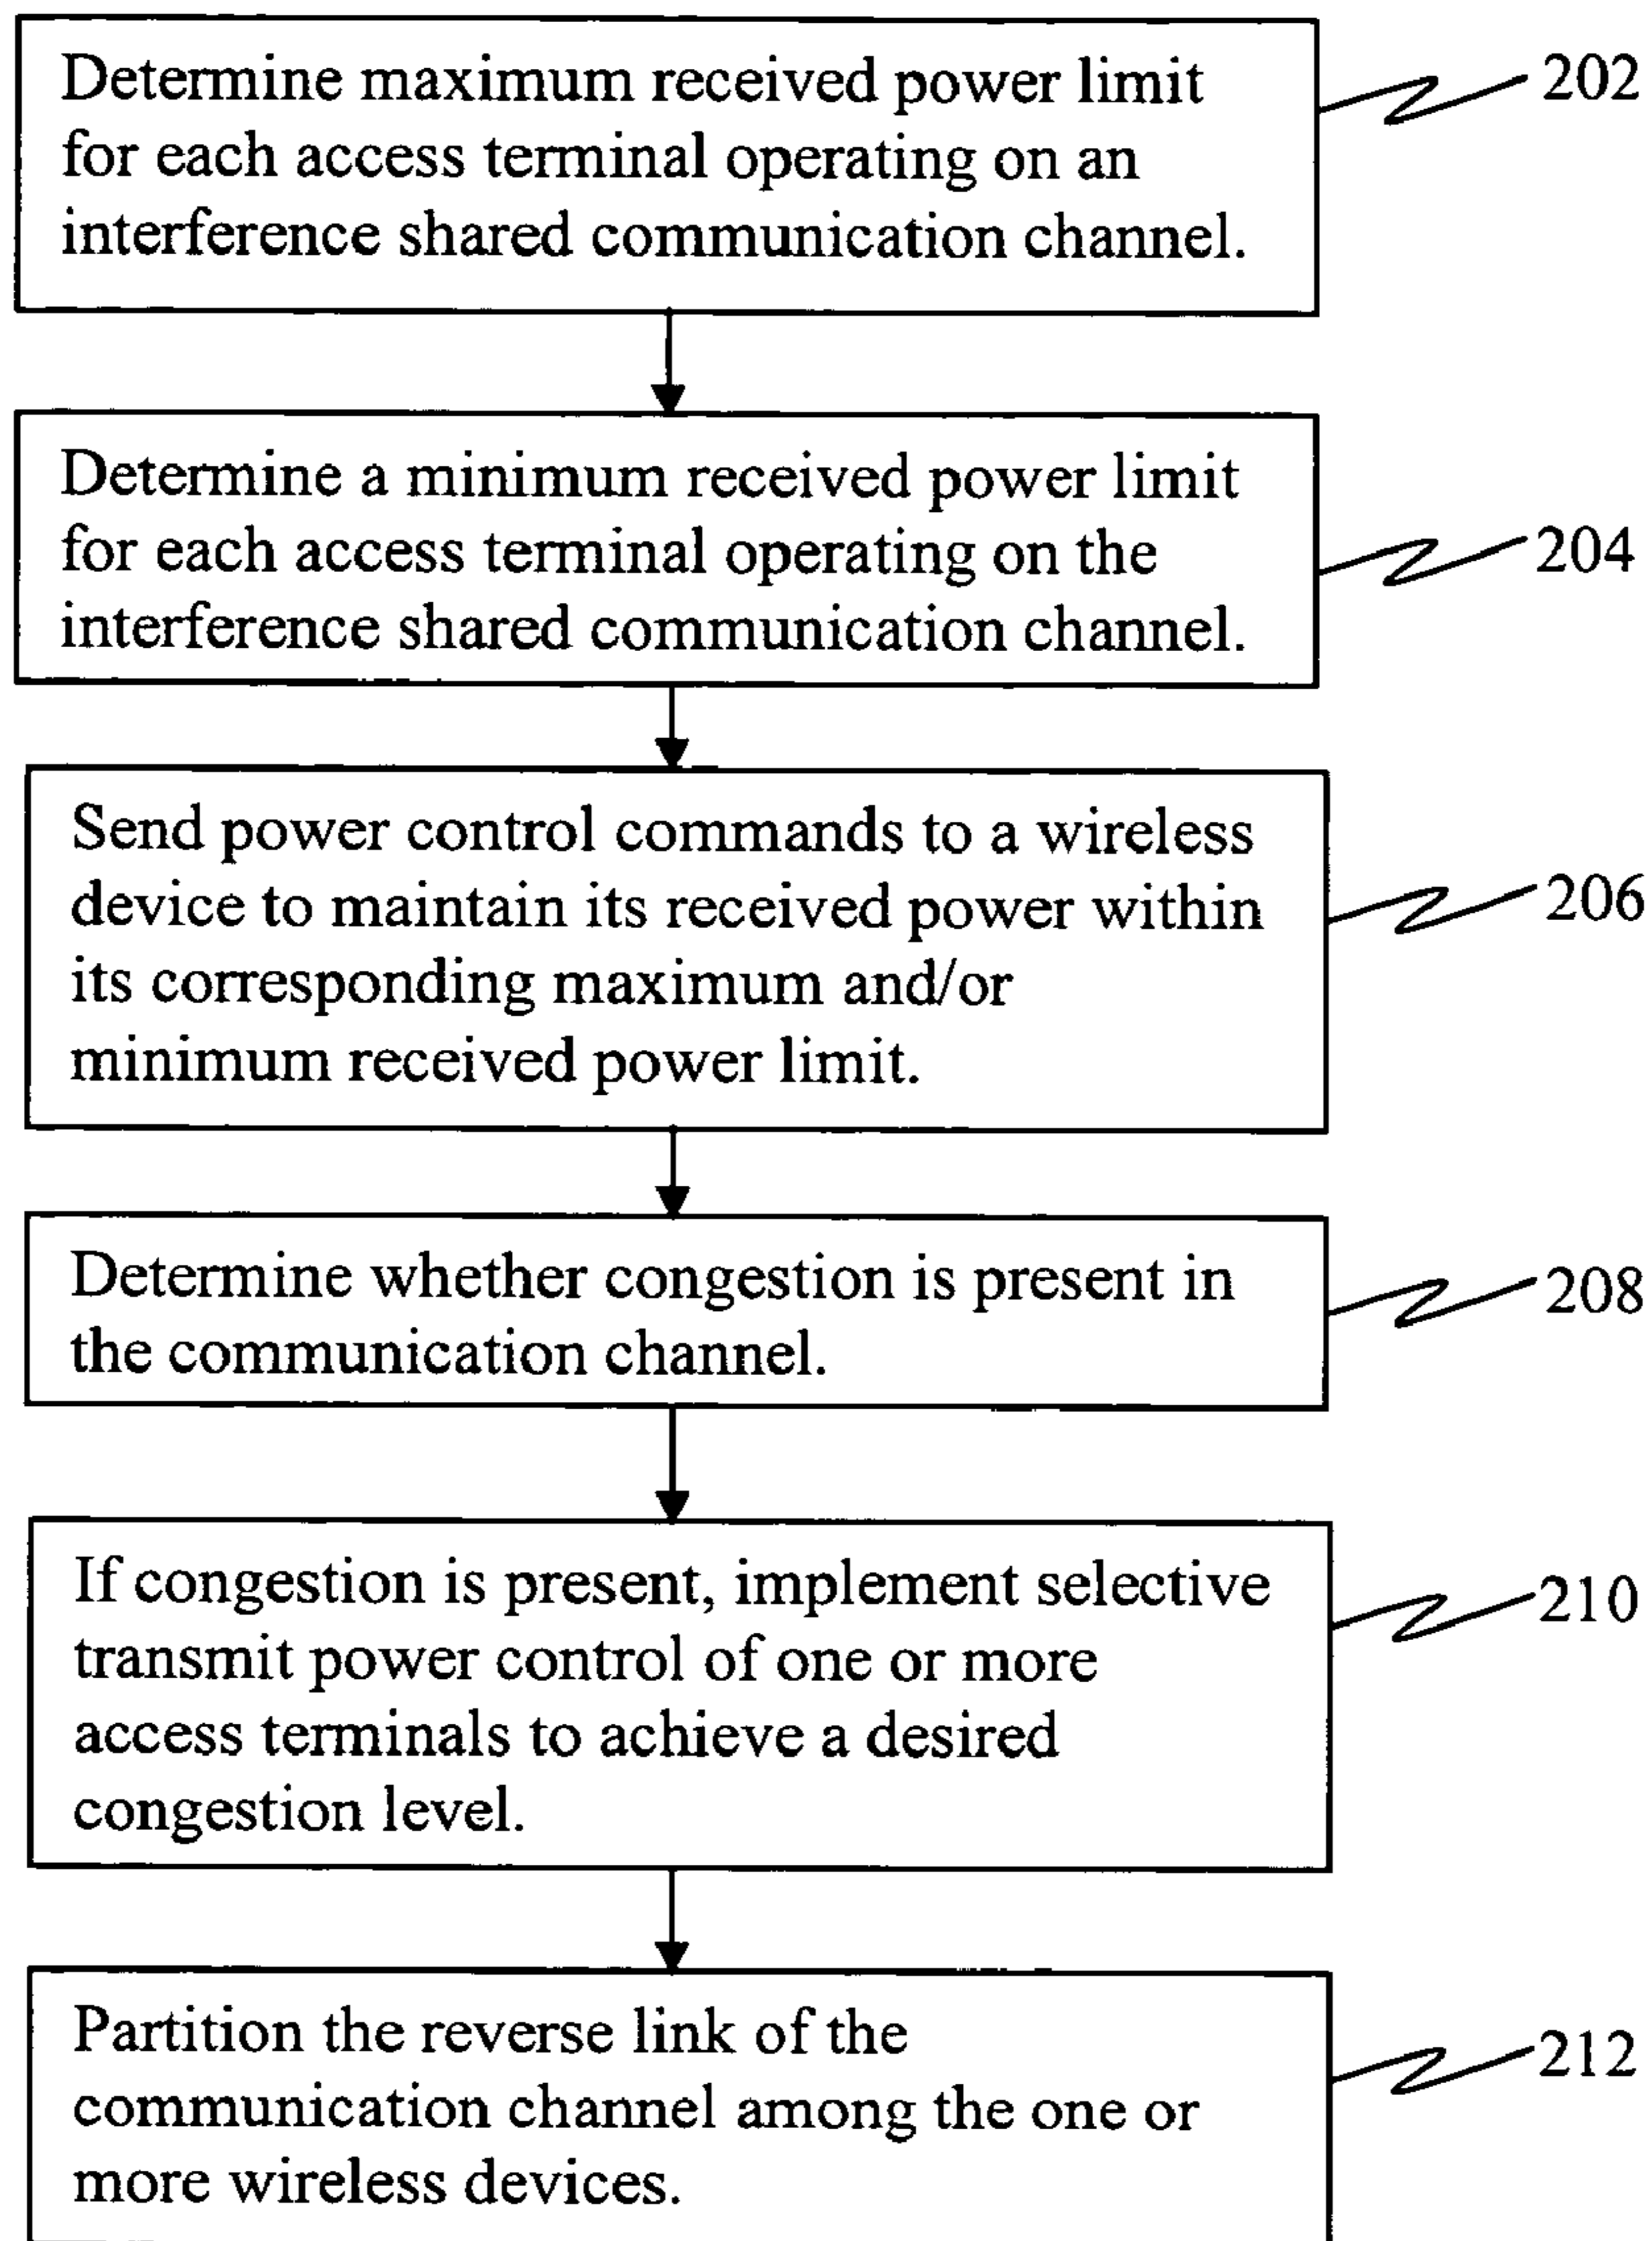 Determine maximum received power limit
for each access terminal operating on an
interference shared communication channel.
202
Determine a minimum received power limit
for each access terminal operating on the
interference shared communication channel.
204
Send power control commands to a wireless
device to maintain its received power within
its corresponding maximum and/or
minimum received power limit.
206
Determine whether congestion is present in
the communication channel.
208
If congestion is present, implement selective
transmit power control of one or more
access terminals to achieve a desired
congestion level.
210
Partition the reverse link of the
communication channel among the one or
more wireless devices.
212